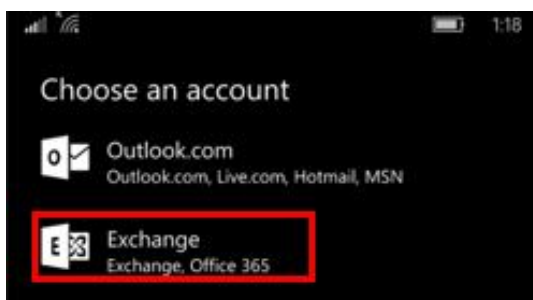 1:18
Choose an account
Outlook.com
Outlook.com, Live.com, Hotmail, MSN
Exchange
Exchange, Office 365